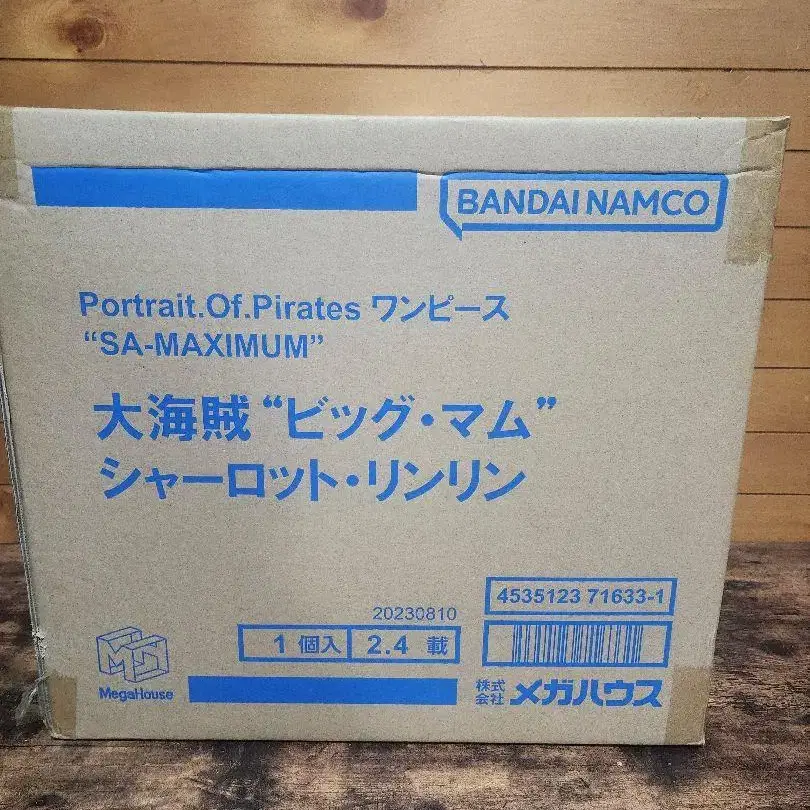 BANDAI NAMCO
Portrait.Of.Pirates ワンピース
“SA-MAXIMUM”
大海賊“ビッグ・マム”
シャーロット・リンリン
4535123 71633-1
20230810
1 個入 2.4 載
MegaHouse
株式会社 メガハウス